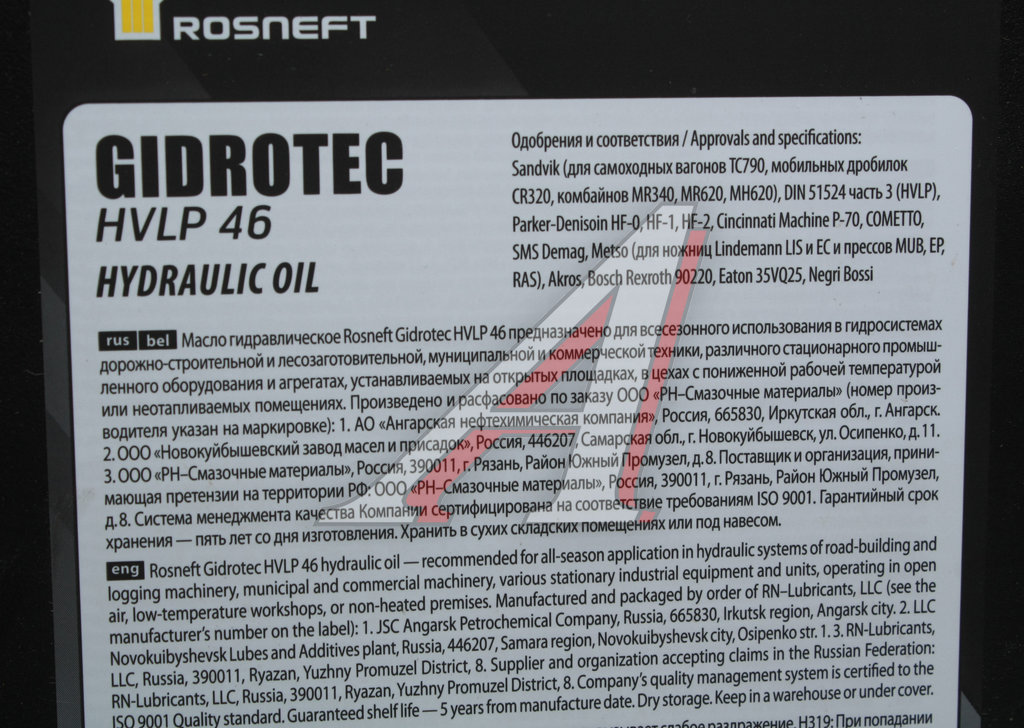 ROSNEFT
GIDROTEC
HVLP 46
HYDRAULIC OIL
Одобрения и соответствия / Approvals and specifications:
Sandvik (для самоходных вагонов TC790, мобильных дробилок
CR320, комбайнов MR340, MR620, MH620), DIN 51524 часть 3 (HVLP),
Parker-Denisoin HF-0, HF-1, HF-2, Cincinnati Machine P-70, COMETTO,
SMS Demag, Metso (для ножниц Lindemann LIS и EC и прессов MUB, EP,
RAS), Akros, Bosch Rexroth 90220, Eaton 35VQ25, Negri Bossi
rus bel Масло гидравлическое Rosneft Gidrotec HVLP 46 предназначено для всесезонного использования в гидросистемах
дорожно-строительной и лесозаготовительной, муниципальной и коммерческой техники, различного стационарного промыш-
ленного оборудования и агрегатах, устанавливаемых на открытых площадках, в цехах с пониженной рабочей температурой
или неотапливаемых помещениях. Произведено и расфасовано по заказу ООО «РН–Смазочные материалы» (номер произ-
водителя указан на маркировке): 1. АО «Ангарская нефтехимическая компания», Россия, 665830, Иркутская обл., г. Ангарск.
2. ООО «Новокуйбышевский завод масел и присадок», Россия, 446207, Самарская обл., г. Новокуйбышевск, ул. Осипенко, д. 11.
3. ООО «РН–Смазочные материалы», Россия, 390011, г. Рязань, Район Южный Промузел, д. 8. Поставщик и организация, прини-
мающая претензии на территории РФ: ООО «РН–Смазочные материалы», Россия, 390011, г. Рязань, Район Южный Промузел,
д. 8. Система менеджмента качества Компании сертифицирована на соответствие требованиям ISO 9001. Гарантийный срок
хранения — пять лет со дня изготовления. Хранить в сухих складских помещениях или под навесом.
eng Rosneft Gidrotec HVLP 46 hydraulic oil — recommended for all-season application in hydraulic systems of road-building and
logging machinery, municipal and commercial machinery, various stationary industrial equipment and units, operating in open
air, low-temperature workshops, or non-heated premises. Manufactured and packaged by order of RN–Lubricants, LLC (see the
manufacturer's number on the label): 1. JSC Angarsk Petrochemical Company, Russia, 665830, Irkutsk region, Angarsk city. 2. LLC
Novokuibyshevsk Lubes and Additives plant, Russia, 446207, Samara region, Novokuibyshevsk city, Osipenko str. 1. 3. RN-Lubricants,
LLC, Russia, 390011, Ryazan, Yuzhny Promuzel District, 8. Supplier and organization accepting claims in the Russian Federation:
RN-Lubricants, LLC, Russia, 390011, Ryazan, Yuzhny Promuzel District, 8. Company's quality management system is certified to the
ISO 9001 Quality standard. Guaranteed shelf life — 5 years from manufacture date. Dry storage. Keep in a warehouse or under cover.
слабое раздражение. H319: При попадании